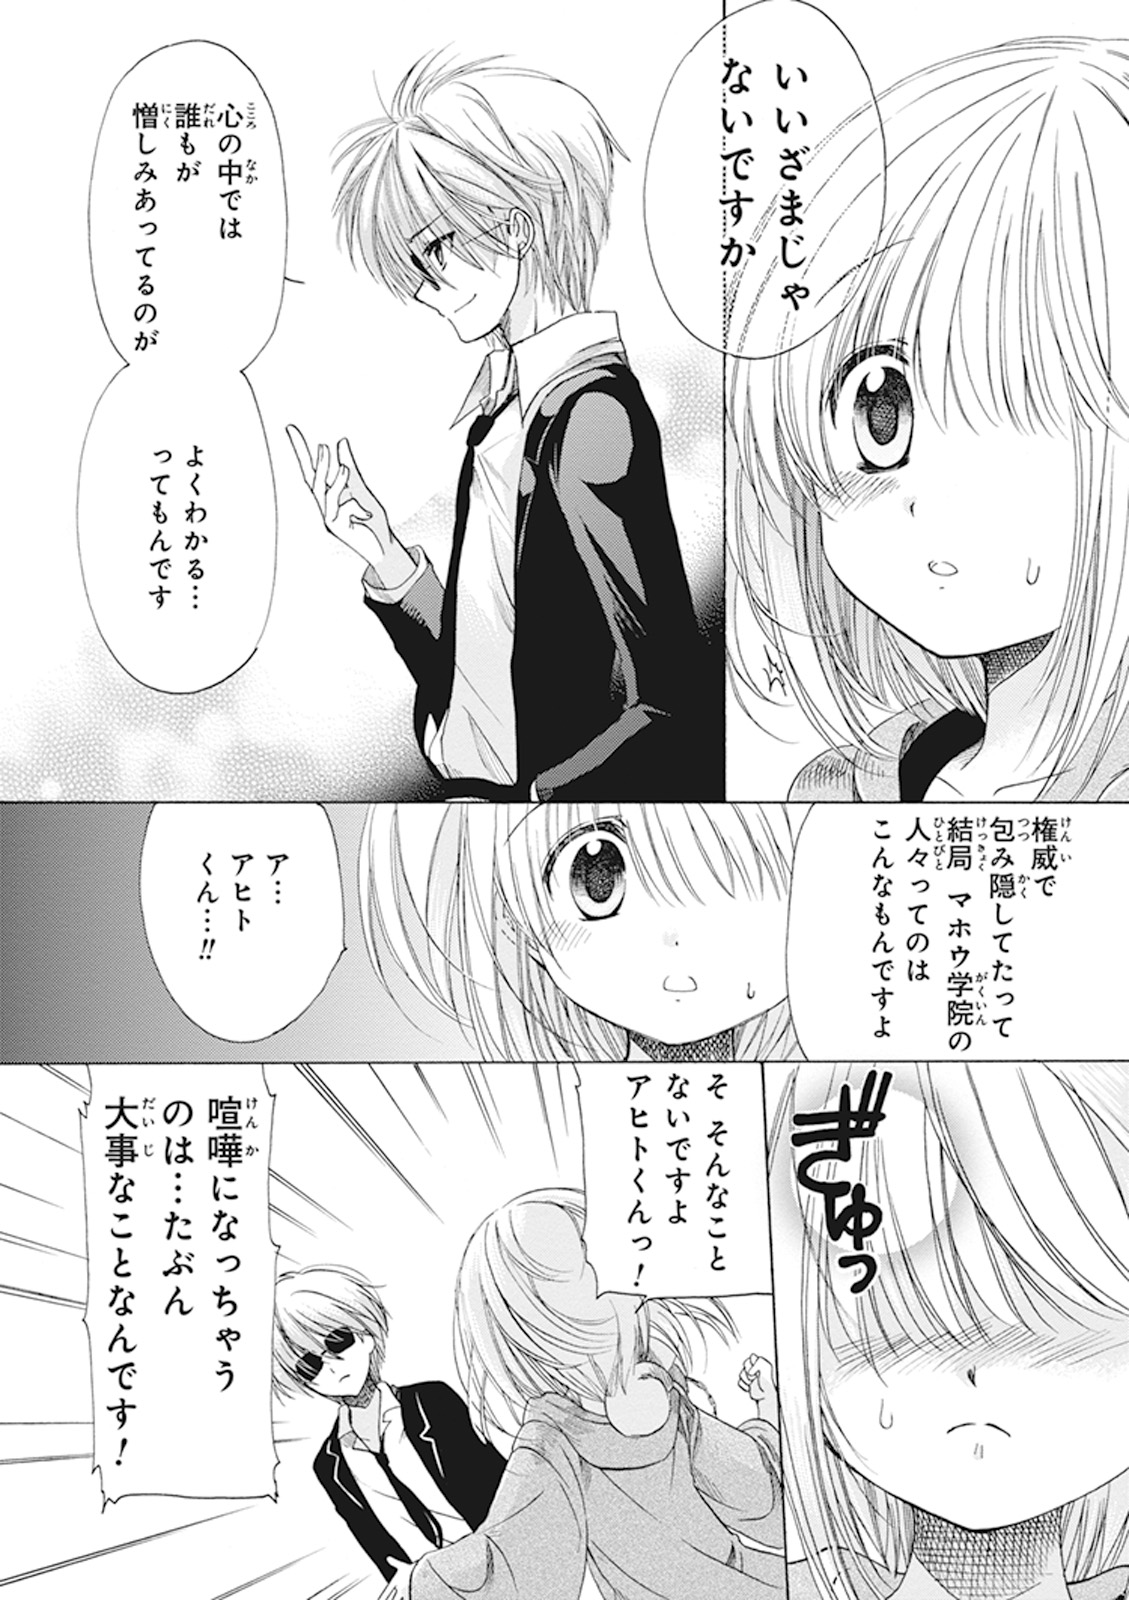 いいざまじゃ
ないですか
心の中では
誰もが
憎しみあってるのが
よくわかる…
ってもんです
権威で
包み隠してたって
結局 マホウ学院の
人々ってのは
こんなもんですよ
ア…
アヒト
くん…!!
ぎゅっ
そ そんなこと
ないですよ
アヒトくんっ!
喧嘩になっちゃう
のは…たぶん
大事なことなんです!